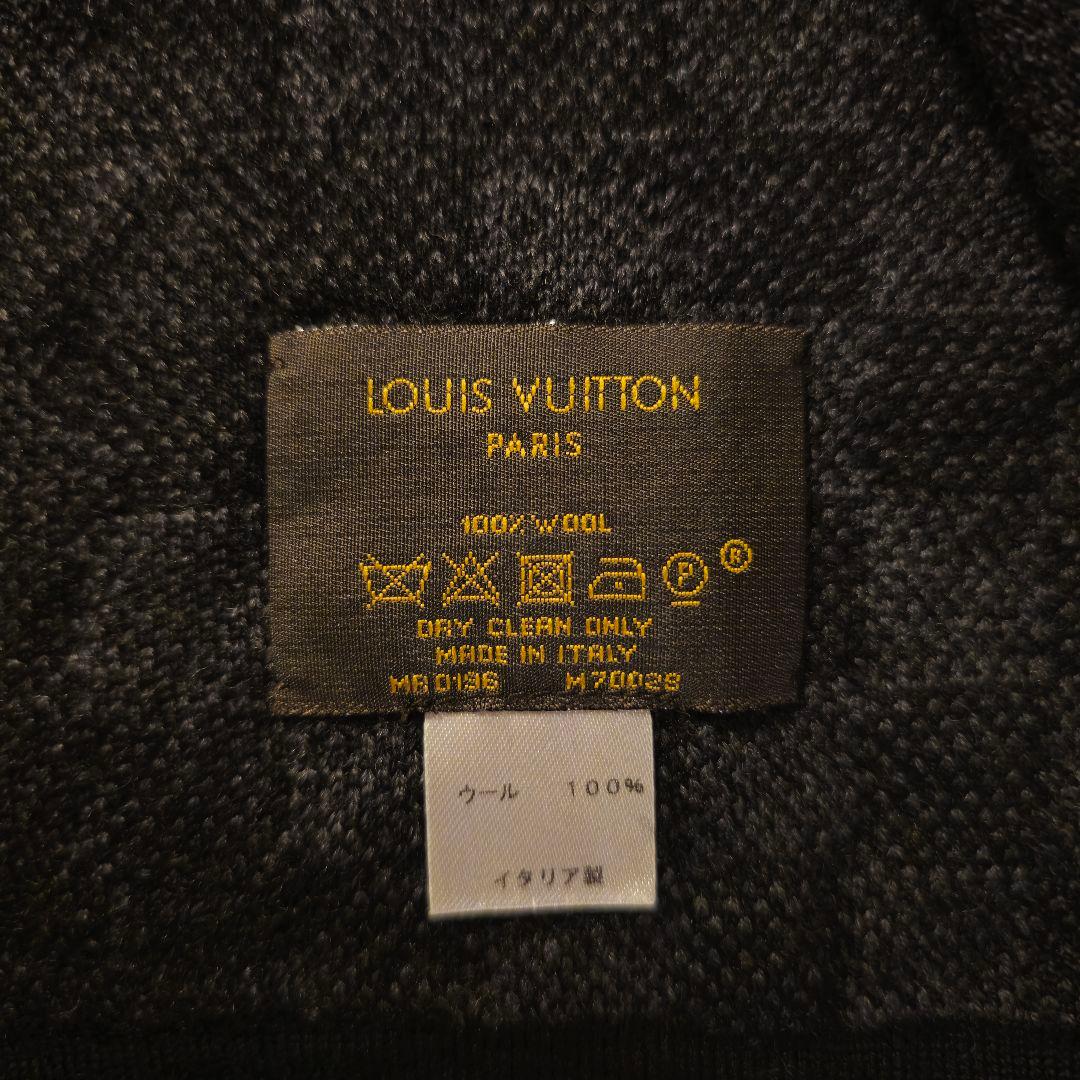 LOUIS VUITTON
PARIS
100% WOOL
P ®
DRY CLEAN ONLY
MADE IN ITALY
MR0196 M70028
ウール 100%
イタリア製